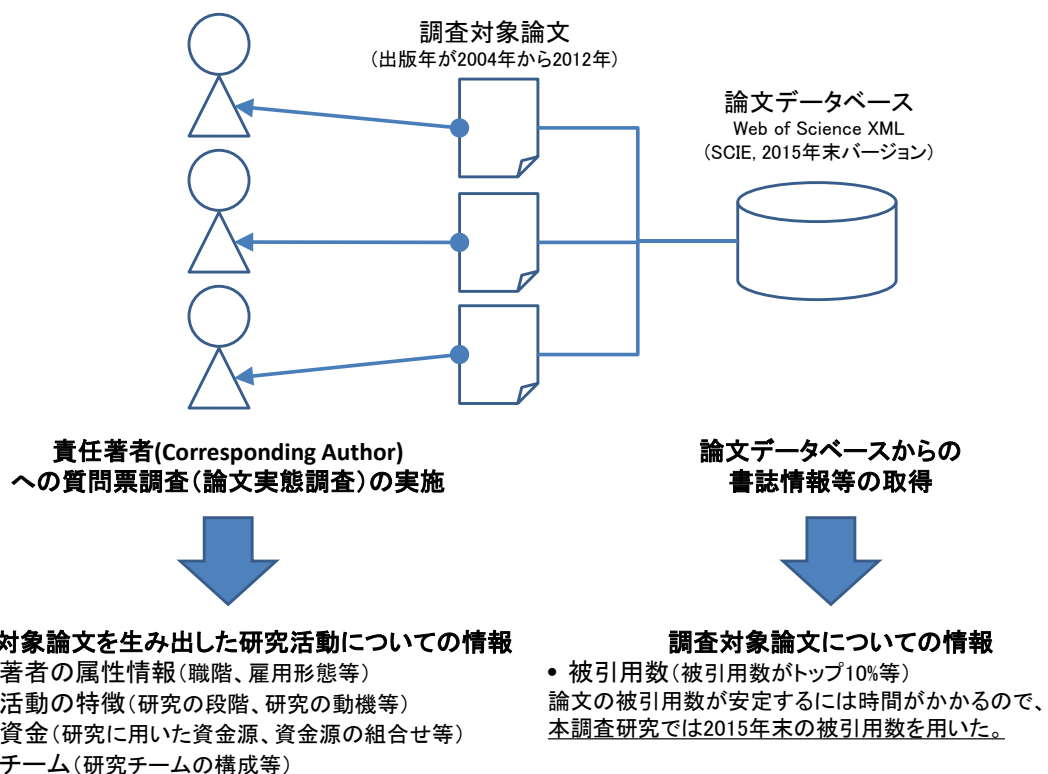 調査対象論文
（出版年が2004年から2012年）
論文データベース
Web of Science XML
（SCIE, 2015年末バージョン）
責任著者(Corresponding Author)
への質問票調査（論文実態調査）の実施
論文データベースからの
書誌情報等の取得
対象論文を生み出した研究活動についての情報
著者の属性情報（職階、雇用形態等）
活動の特徴（研究の段階、研究の動機等）
資金（研究に用いた資金源、資金源の組合せ等）
チーム（研究チームの構成等）
調査対象論文についての情報
• 被引用数（被引用数がトップ10%等）
論文の被引用数が安定するには時間がかかるので、
本調査研究では2015年末の被引用数を用いた。